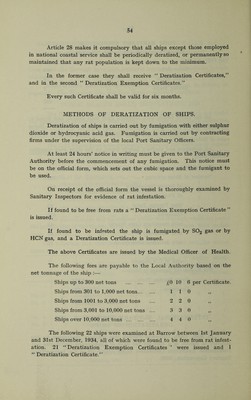 54
Article 28 makes it compulsory that all ships except those employed
in national coastal service shall be periodically deratized, or permanently so
maintained that any rat population is kept down to the minimum.
In the former case they shall receive "Deratization Certificates,"
and in the second "Deratization Exemption Certificates."
Every such Certificate shall be valid for six months.
METHODS OF DERATIZATION OF SHIPS.
Deratization of ships is carried out by fumigation with either sulphur
dioxide or hydrocyanic acid gas. Fumigation is carried out by contracting
firms under the supervision of the local Port Sanitary Officers.
At least 24 hours' notice in writing must be given to the Port Sanitary
Authority before the commencement of any fumigation. This notice must
be on the official form, which sets out the cubic space and the fumigant to
be used.
On receipt of the official form the vessel is thoroughly examined by
Sanitary Inspectors for evidence of rat infestation.
If found to be free from rats a "Deratization Exemption Certificate"
is issued.
If found to be infested the ship is fumigated by SO2 gas or by
HCN gas, and a Deratization Certificate is issued.
The above Certificates are issued by the Medical Officer of Health.
The following fees are payable to the Local Authority based on the
net tonnage of the ship :—
Ships up to 300 net tons ... ... ... £0 10 0 per Certificate.
Ships from 301 to 1,000 net tons ... ... 1 1 0 ,,
Ships from 1001 to 3,000 net tons ... 2 2 0 ,,
Ships from 3,001 to 10,000 net tons ... 3 3 0 ,,
Ships over 10,000 net tons ... ... ... 4 4 0 ,,
The following 22 ships were examined at Barrow between 1st January
and 31st December, 1934, all of which were found to be free from rat infest-
ation. 21 "Deratization Exemption Certificates" were issued and 1
"Deratization Certificate."